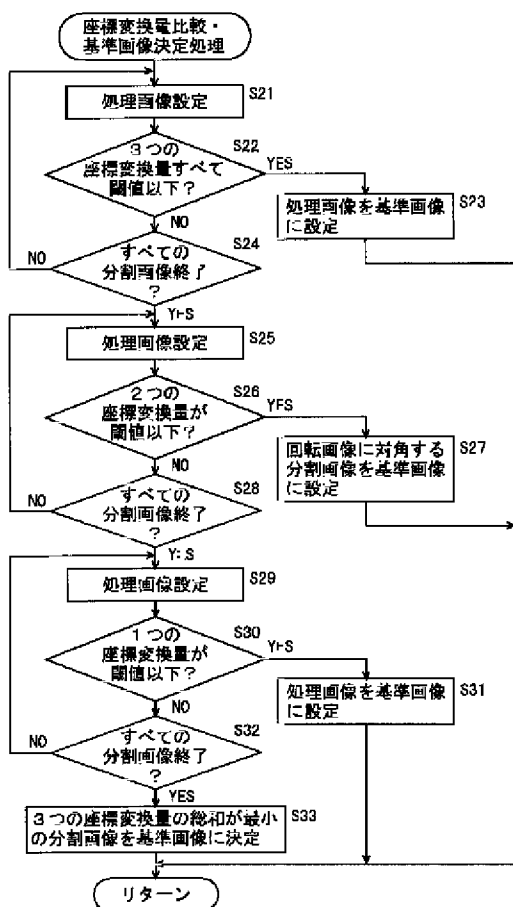 座標変換量比較・
基準画像決定処理
処理画像設定 S21
3つの
座標変換量すべて
閾値以下？
S22
YES
NO
処理画像を基準画像
に設定
S23
すべての
分割画像終了
？
S24
NO
YES
処理画像設定 S25
2つの
座標変換量が
閾値以下？
S26
YES
NO
回転画像に対角する
分割画像を基準画像
に設定
S27
すべての
分割画像終了
？
S28
NO
YES
処理画像設定 S29
1つの
座標変換量が
閾値以下？
S30
YES
NO
処理画像を基準画像
に設定
S31
すべての
分割画像終了
？
S32
NO
YES
3つの座標変換量の総和が最小
の分割画像を基準画像に決定
S33
リターン